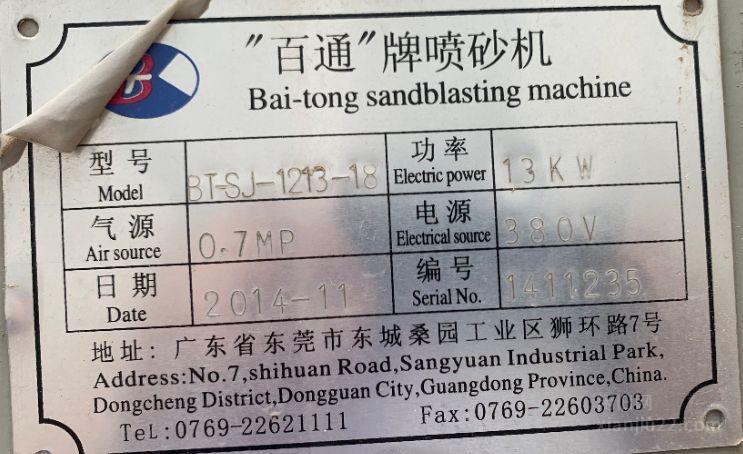 "百通"牌喷砂机
Bai-tong sandblasting machine
型号 Model BT-SJ-1213-18 功率 Electric power 13KW
气源 Air source 0.7MP 电源 Electrical source 380V
日期 Date 2014-11 编号 Serial No. 1411235
地址: 广东省东莞市东城桑园工业区狮环路7号
Address:No.7,shihuan Road,Sangyuan Industrial Park,
Dongcheng District,Dongguan City,Guangdong Province,China.
TeL:0769-22621111 Fax:0769-22603703